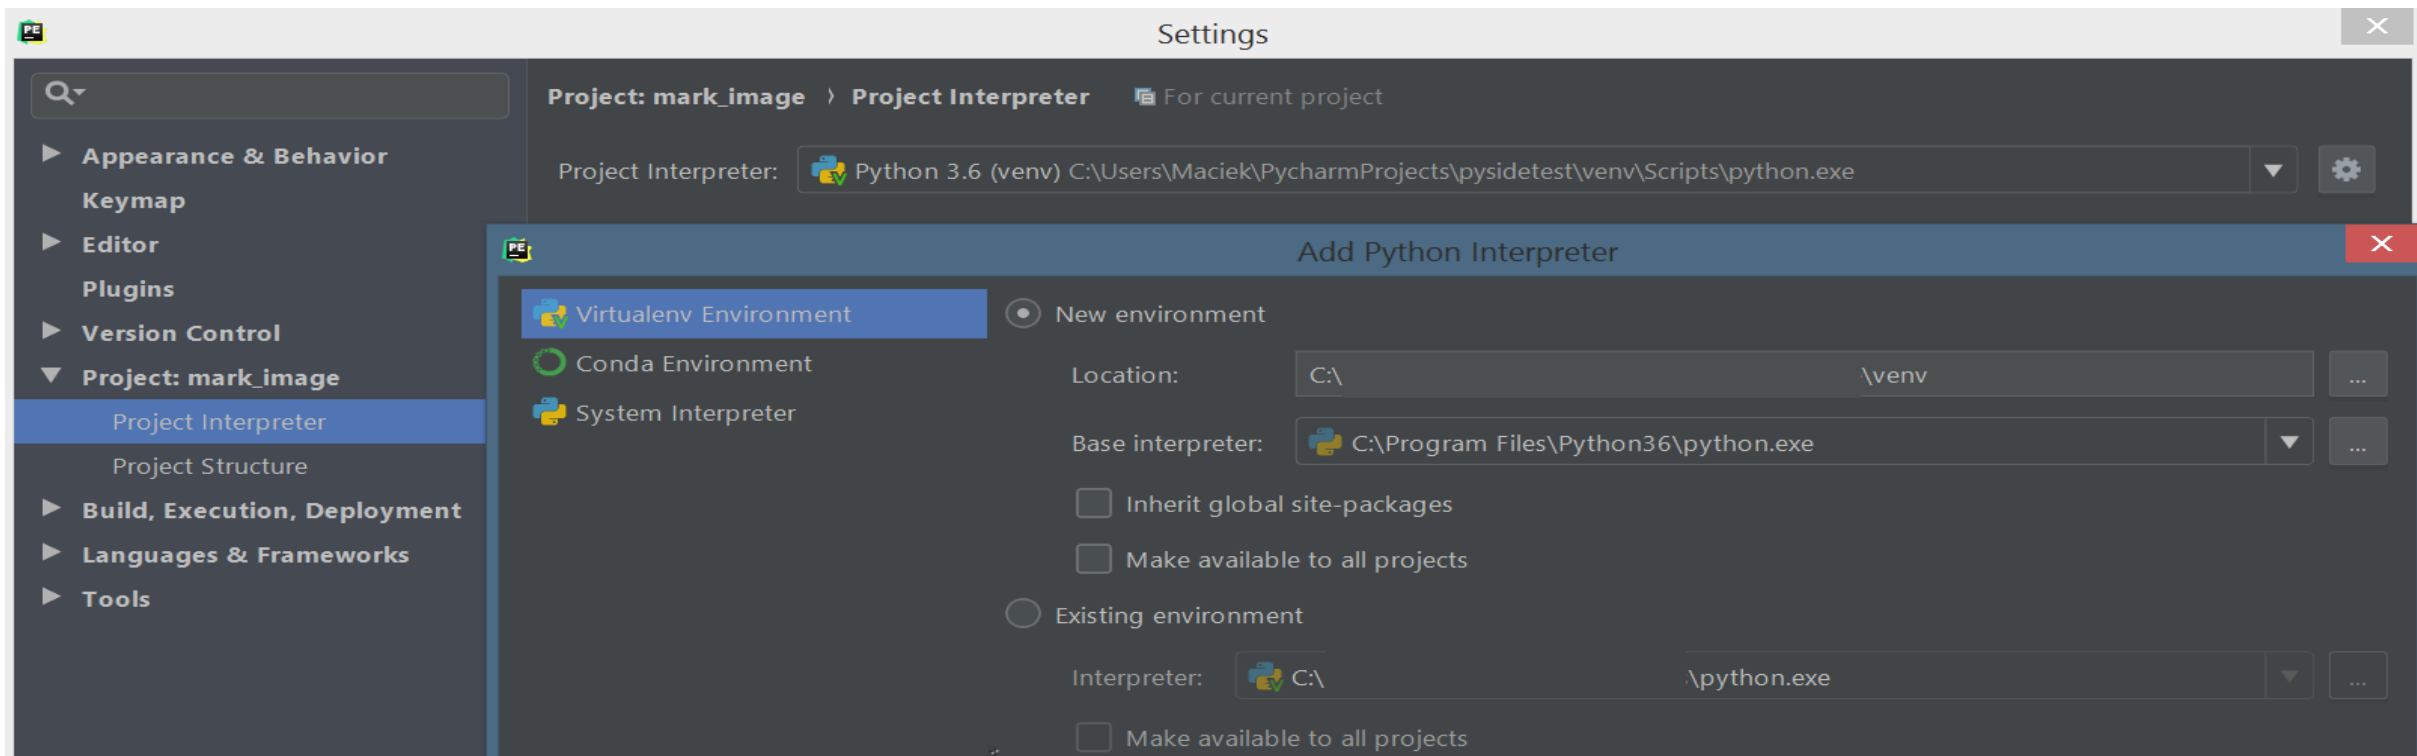 PE
Settings
Project: mark_image › Project Interpreter For current project
Appearance & Behavior
Project Interpreter: Python 3.6 (venv) C:\Users\Maciek\PycharmProjects\pysidetest\venv\Scripts\python.exe
Keymap
Editor
PE
Add Python Interpreter
Plugins
Virtualenv Environment
New environment
Version Control
Conda Environment
Location: C:\ \venv
...
Project: mark_image
System Interpreter
Project Interpreter
Base interpreter: C:\Program Files\Python36\python.exe
...
Project Structure
Inherit global site-packages
Build, Execution, Deployment
Languages & Frameworks
Make available to all projects
Tools
Existing environment
Interpreter: C:\ \python.exe
...
Make available to all projects